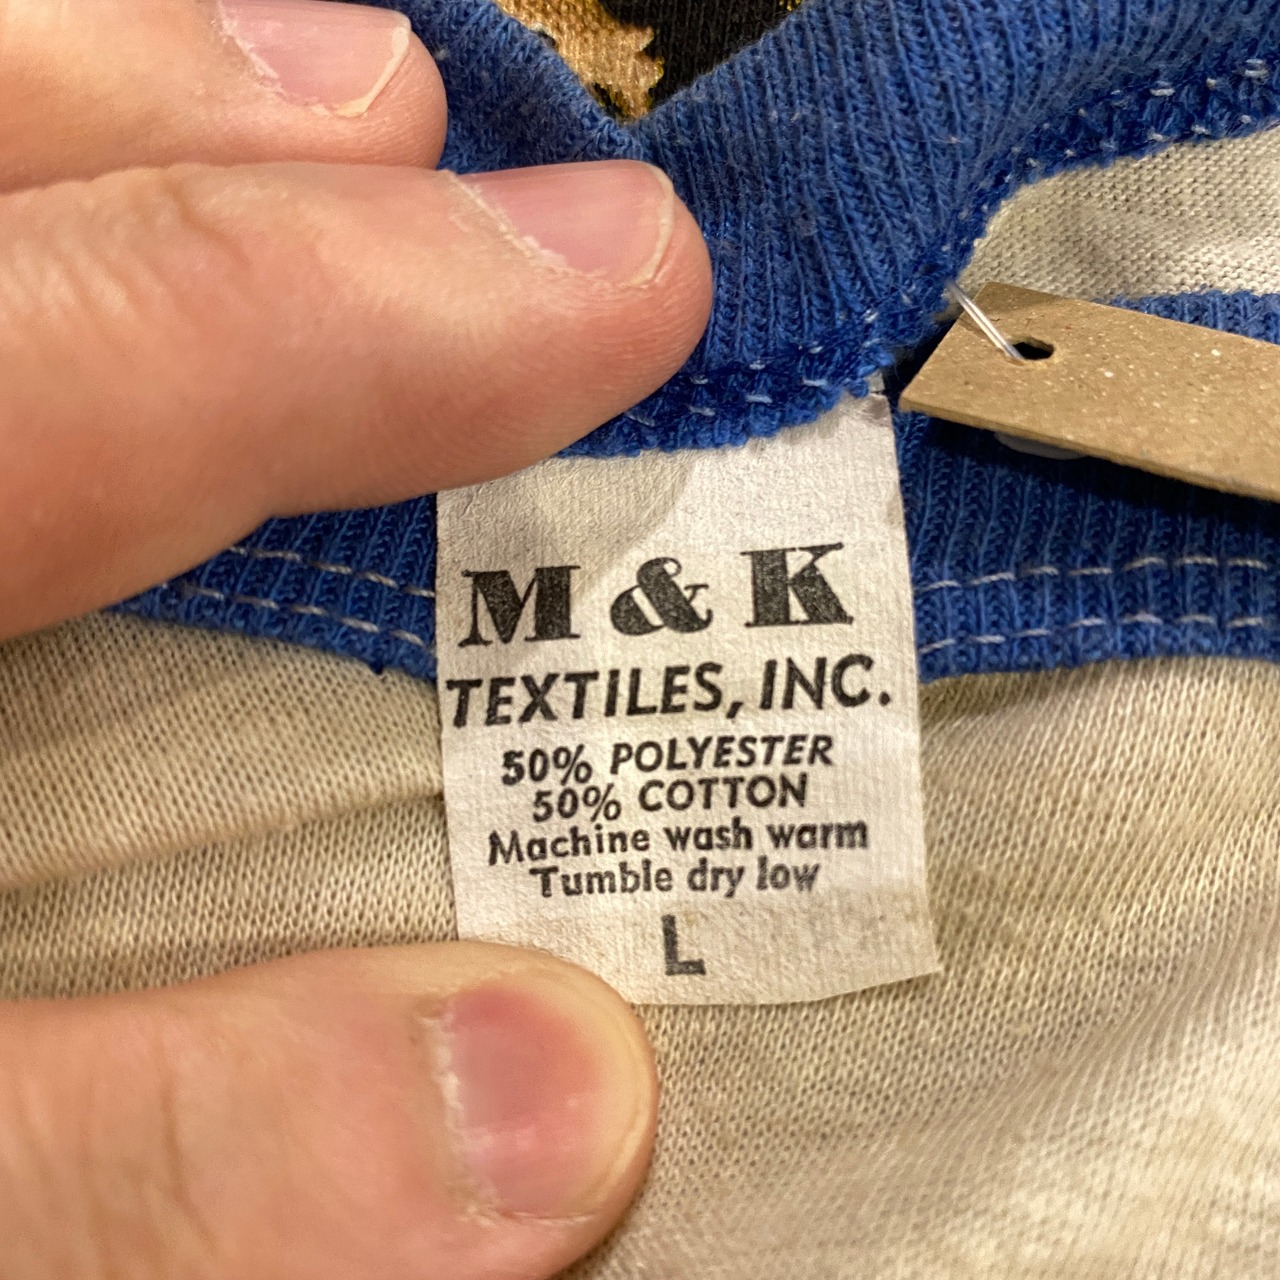 M & K
TEXTILES, INC.
50% POLYESTER
50% COTTON
Machine wash warm
Tumble dry low
L